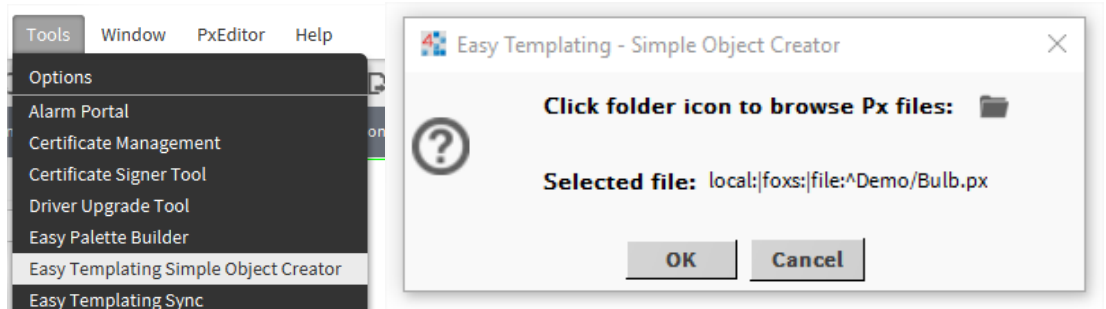 Tools Window PxEditor Help
Options
Alarm Portal
Certificate Management
Certificate Signer Tool
Driver Upgrade Tool
Easy Palette Builder
Easy Templating Simple Object Creator
Easy Templating Sync
on
Easy Templating - Simple Object Creator
Click folder icon to browse Px files:
Selected file: local:|foxs:|file:^Demo/Bulb.px
OK Cancel